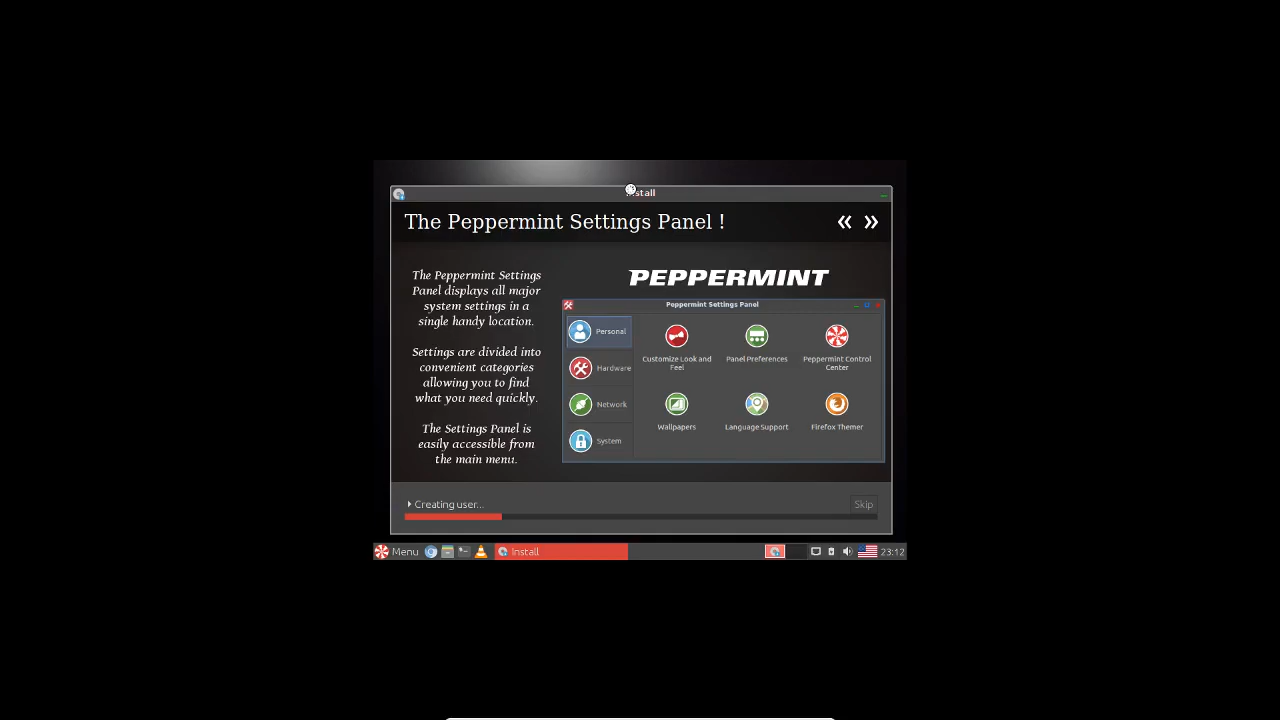 Install
The Peppermint Settings Panel !
« »
The Peppermint Settings
Panel displays all major
system settings in a
single handy location.
Settings are divided into
convenient categories
allowing you to find
what you need quickly.
The Settings Panel is
easily accessible from
the main menu.
PEPPERMINT
Peppermint Settings Panel
Personal
Hardware
Network
System
Customize Look and
Feel
Panel Preferences
Peppermint Control
Center
Wallpapers
Language Support
Firefox Themer
Creating user...
Skip
Menu
Install
23:12